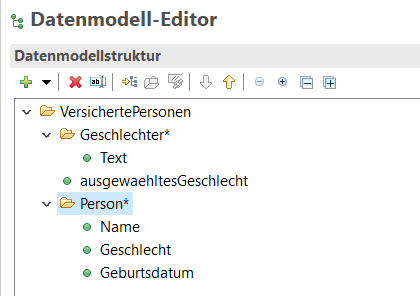 Datenmodell-Editor
Datenmodellstruktur
VersichertePersonen
Geschlechter*
Text
ausgewaehltesGeschlecht
Person*
Name
Geschlecht
Geburtsdatum